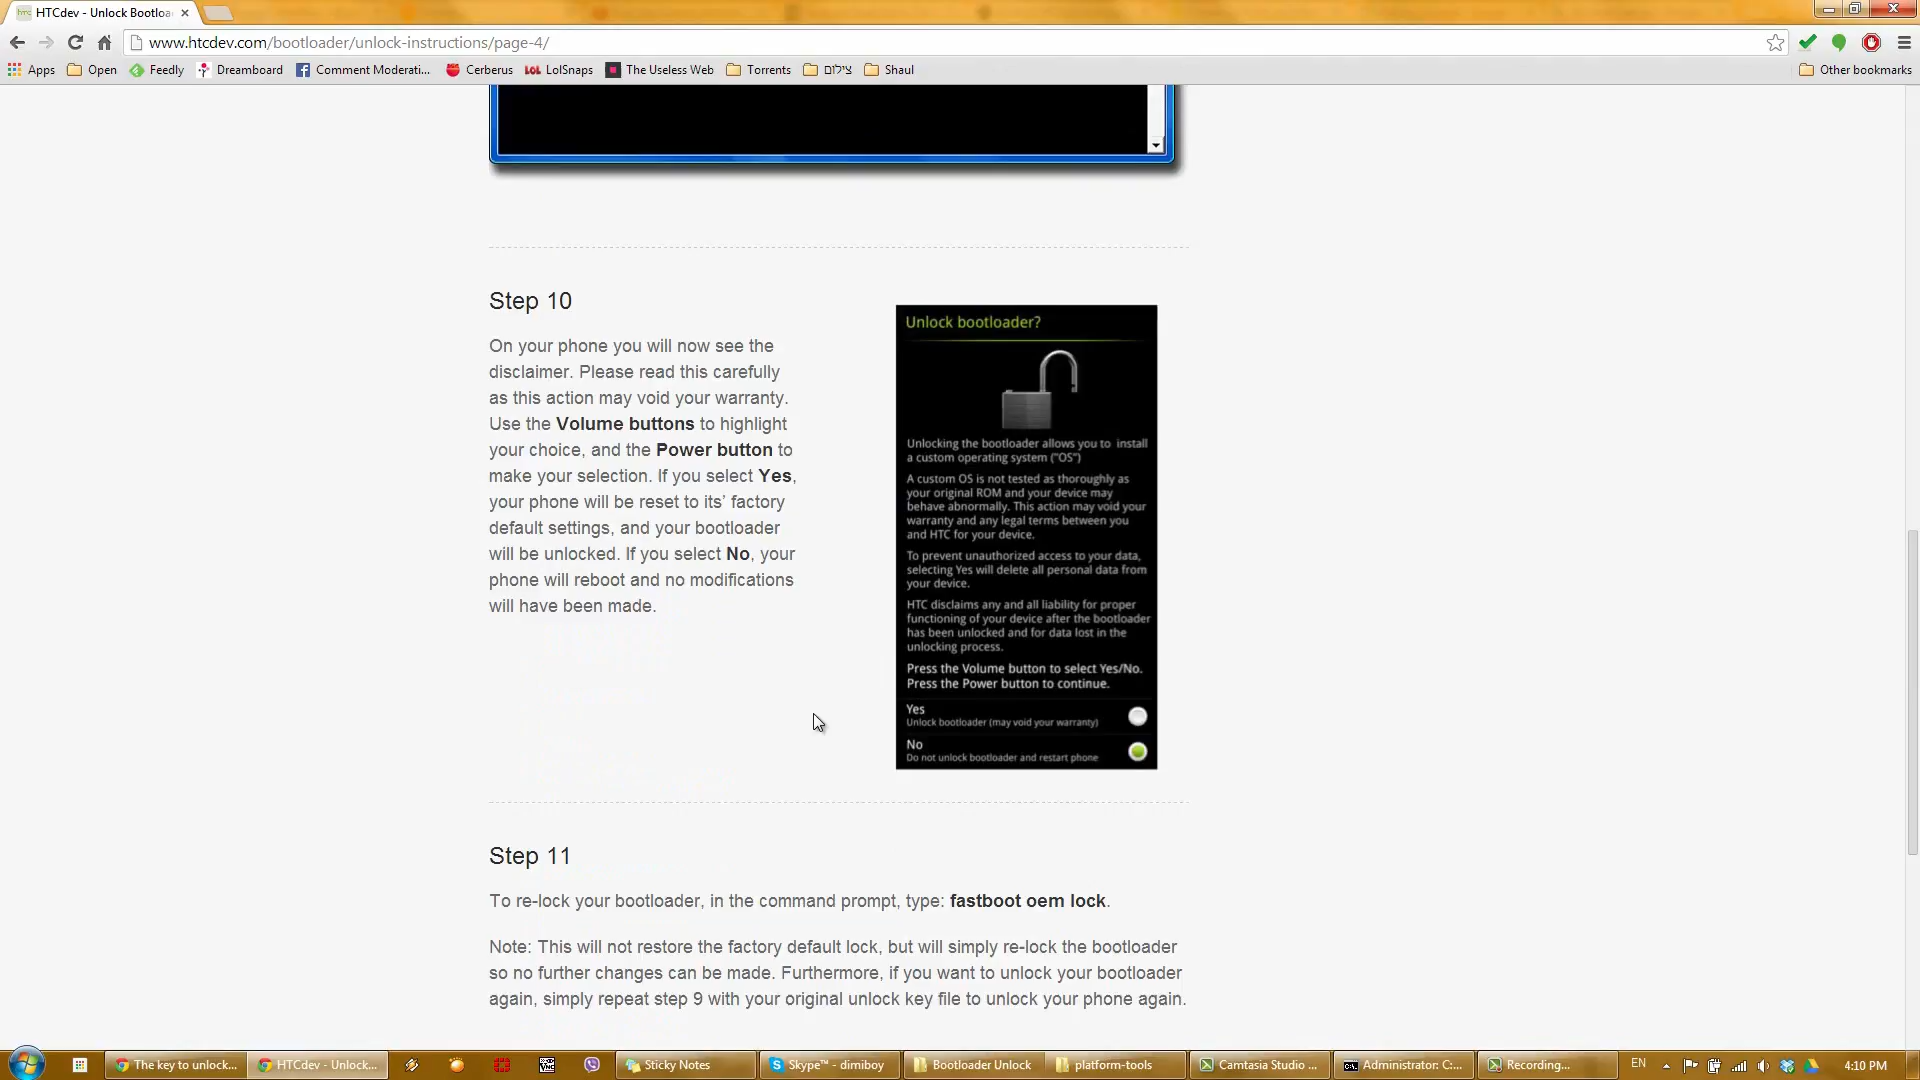 HTCdev - Unlock Bootloa
www.htcdev.com/bootloader/unlock-instructions/page-4/
Apps Open Feedly Dreamboard Comment Moderati... Cerberus LOL LolSnaps The Useless Web Torrents צילום Shaul Other bookmarks
Step 10
On your phone you will now see the
disclaimer. Please read this carefully
as this action may void your warranty.
Use the Volume buttons to highlight
your choice, and the Power button to
make your selection. If you select Yes,
your phone will be reset to its’ factory
default settings, and your bootloader
will be unlocked. If you select No, your
phone will reboot and no modifications
will have been made.
Unlock bootloader?
Unlocking the bootloader allows you to install
a custom operating system ("OS")
A custom OS is not tested as thoroughly as
your original ROM and your device may
behave abnormally. This action may void your
warranty and any legal terms between you
and HTC for your device.
To prevent unauthorized access to your data,
selecting Yes will delete all personal data from
your device.
HTC disclaims any and all liability for proper
functioning of your device after the bootloader
has been unlocked and for data lost in the
unlocking process.
Press the Volume button to select Yes/No.
Press the Power button to continue.
Yes
Unlock bootloader (may void your warranty)
No
Do not unlock bootloader and restart phone
Step 11
To re-lock your bootloader, in the command prompt, type: fastboot oem lock.
Note: This will not restore the factory default lock, but will simply re-lock the bootloader
so no further changes can be made. Furthermore, if you want to unlock your bootloader
again, simply repeat step 9 with your original unlock key file to unlock your phone again.
The key to unlock... HTCdev - Unlock... Sticky Notes Skype™ - dimiboy Bootloader Unlock platform-tools Camtasia Studio ... Administrator: C:... Recording... EN 4:10 PM